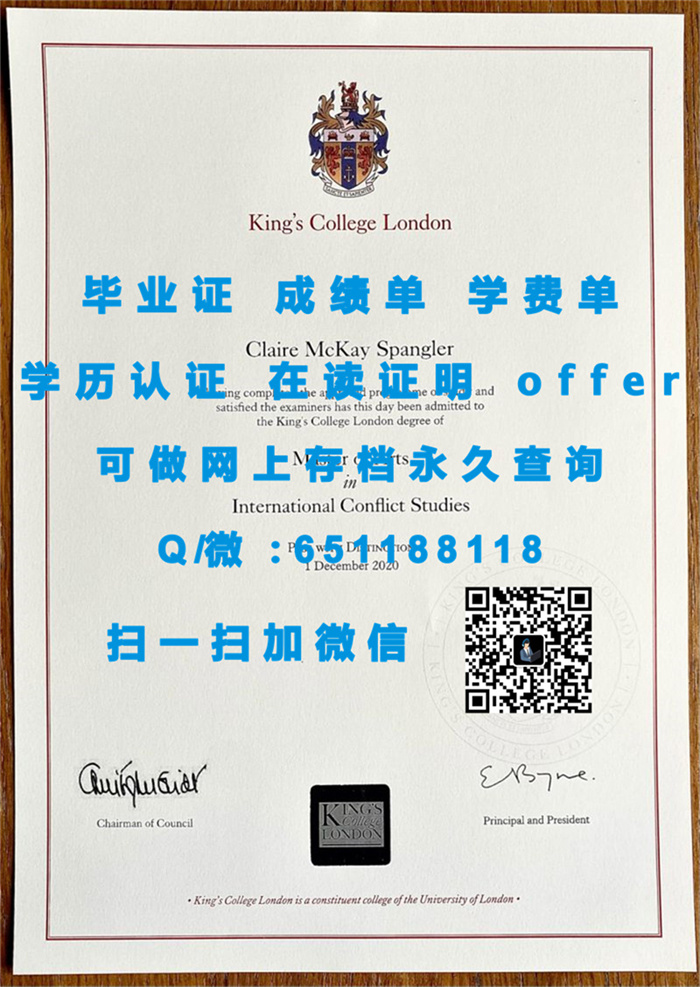 King's College London
毕业证 成绩单 学费单
Claire McKay Spangler
学历认证 在读证明 offer
and
satisfied the examiners has this day been admitted to
the King's College London degree of
可做网上存档永久查询
in
International Conflict Studies
Q/微 :651188118
1 December 2020
扫一扫加微信
KING'S
College
LONDON
Chairman of Council
Principal and President
• King's College London is a constituent college of the University of London •